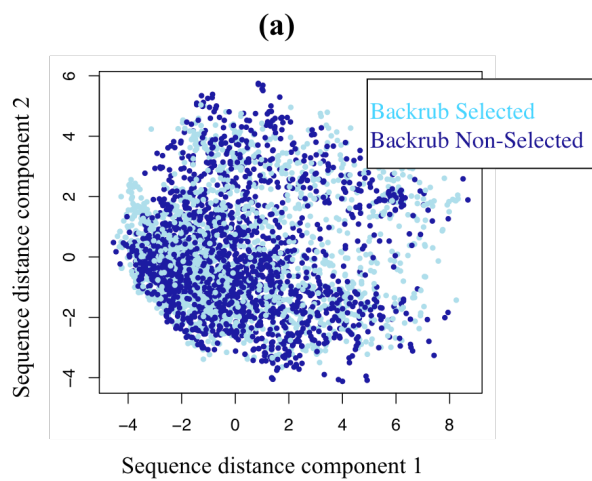 (a)
Sequence distance component 2
6
4
2
0
−2
−4
Backrub Selected
Backrub Non-Selected
−4 −2 0 2 4 6 8
Sequence distance component 1